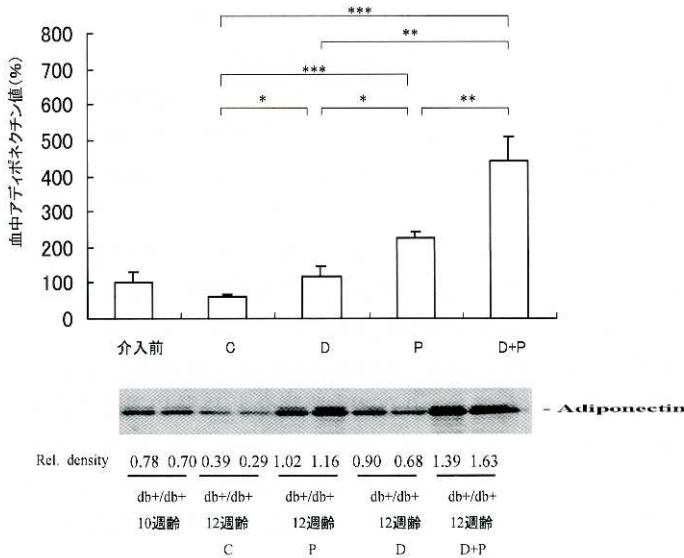 ***
**
***
*
*
**
800
700
600
500
400
300
200
100
0
血中アディポネクチン値(%)
介入前 C D P D+P
- Adiponectin
Rel. density 0.78 0.70 0.39 0.29 1.02 1.16 0.90 0.68 1.39 1.63
db+/db+ db+/db+ db+/db+ db+/db+ db+/db+
10週齢 12週齢 12週齢 12週齢 12週齢
C P D D+P